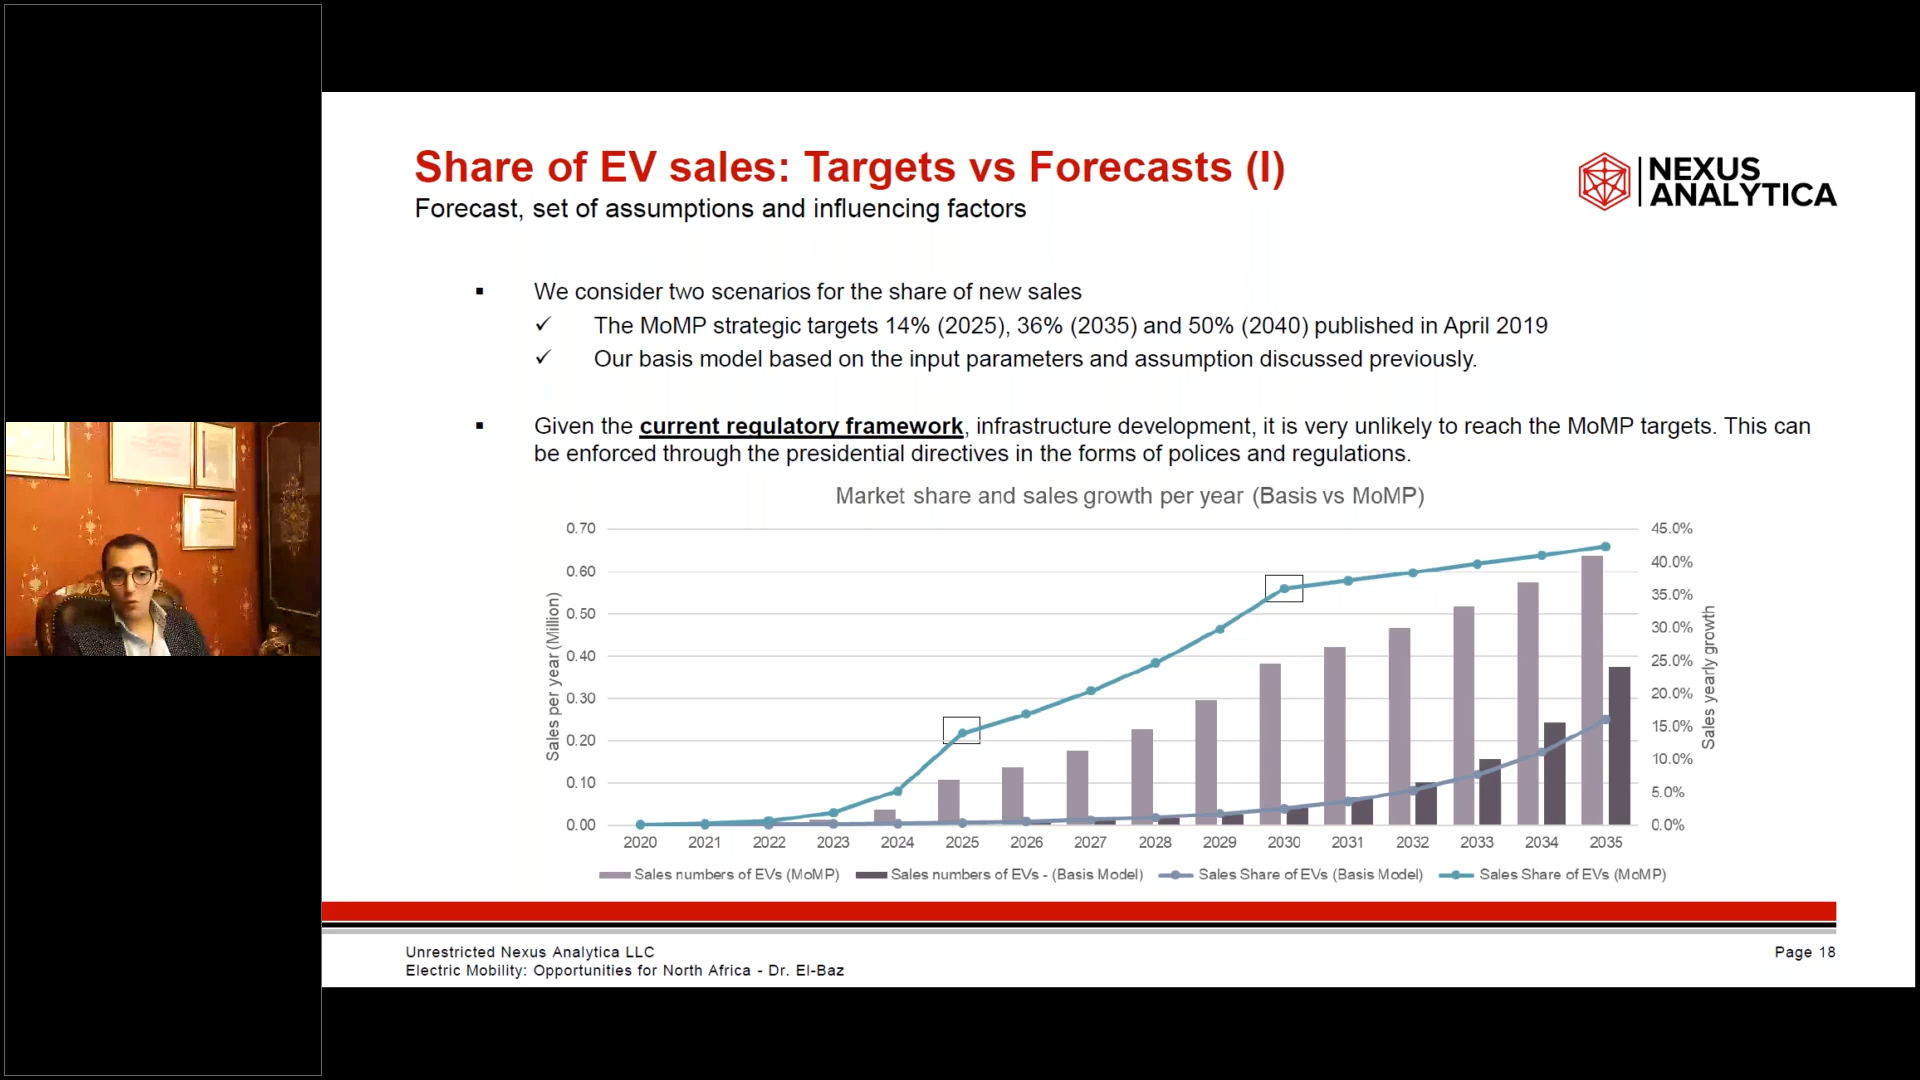 Share of EV sales: Targets vs Forecasts (I)
Forecast, set of assumptions and influencing factors
NEXUS
ANALYTICA
We consider two scenarios for the share of new sales
The MoMP strategic targets 14% (2025), 36% (2035) and 50% (2040) published in April 2019
Our basis model based on the input parameters and assumption discussed previously.
Given the current regulatory framework, infrastructure development, it is very unlikely to reach the MoMP targets. This can
be enforced through the presidential directives in the forms of polices and regulations.
Market share and sales growth per year (Basis vs MoMP)
Sales per year (Million)
0.70
0.60
0.50
0.40
0.30
0.20
0.10
0.00
45.0%
40.0%
35.0%
30.0%
25.0%
20.0%
15.0%
10.0%
5.0%
0.0%
Sales yearly growth
2020 2021 2022 2023 2024 2025 2026 2027 2028 2029 2030 2031 2032 2033 2034 2035
Sales numbers of EVs (MoMP) Sales numbers of EVs - (Basis Model) Sales Share of EVs (Basis Model) Sales Share of EVs (MoMP)
Unrestricted Nexus Analytica LLC
Electric Mobility: Opportunities for North Africa - Dr. El-Baz
Page 18